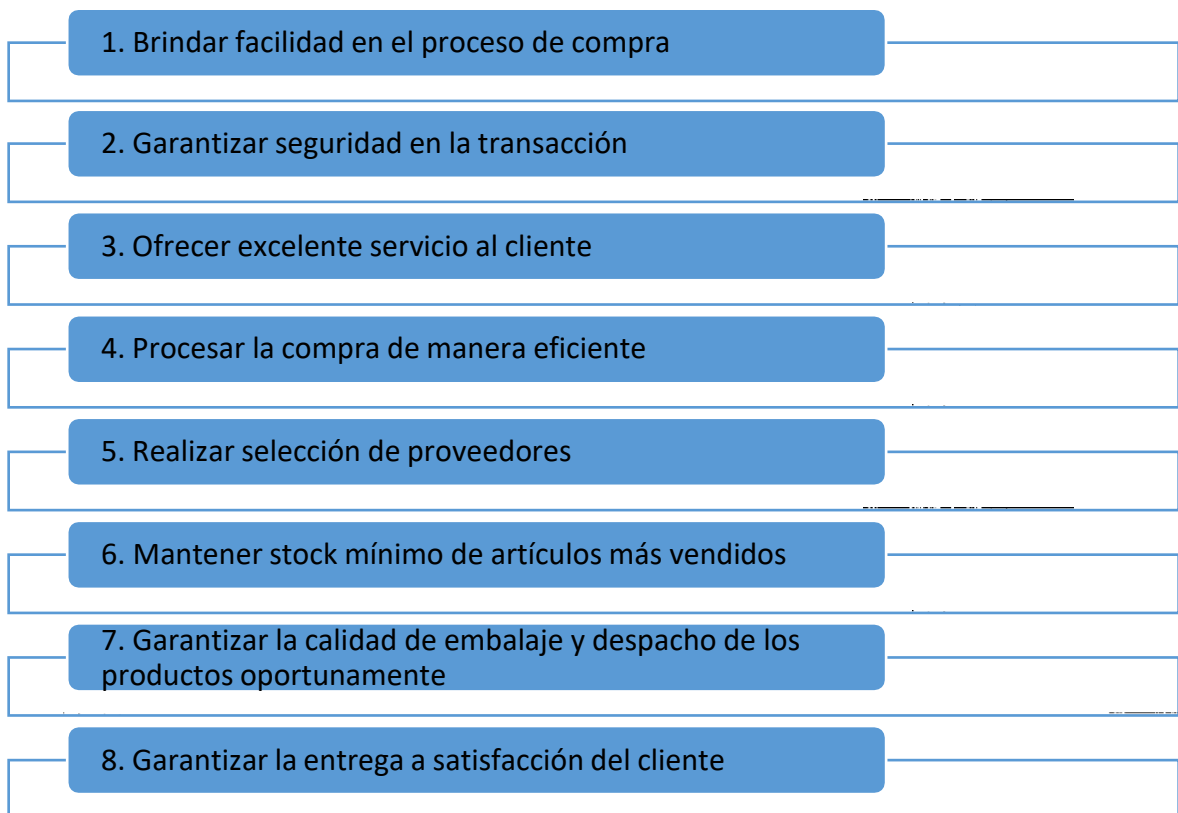 1. Brindar facilidad en el proceso de compra
2. Garantizar seguridad en la transacción
3. Ofrecer excelente servicio al cliente
4. Procesar la compra de manera eficiente
5. Realizar selección de proveedores
6. Mantener stock mínimo de artículos más vendidos
7. Garantizar la calidad de embalaje y despacho de los
productos oportunamente
8. Garantizar la entrega a satisfacción del cliente